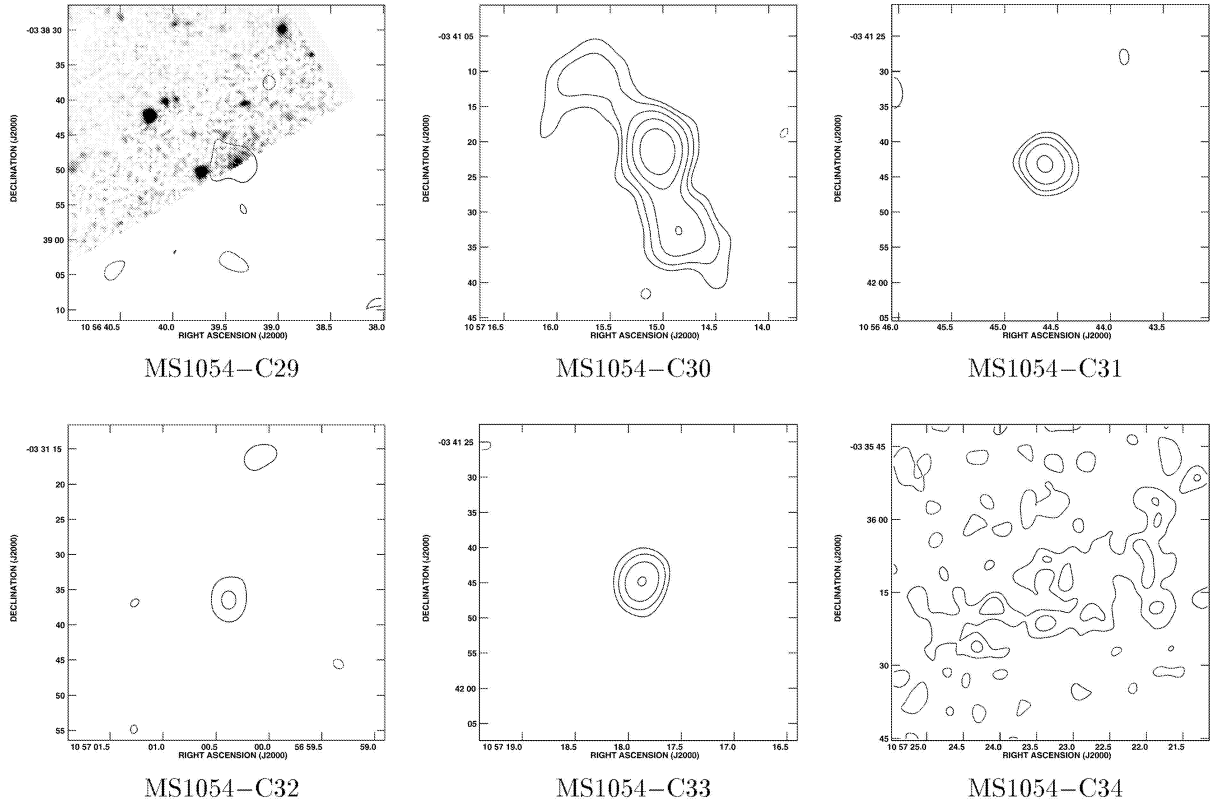 -03 38 30
35
40
45
50
55
39 00
05
10
DECLINATION (J2000)
10 56 40.5 40.0 39.5 39.0 38.5 38.0
RIGHT ASCENSION (J2000)
MS1054−C29
-03 41 05
10
15
20
25
30
35
40
45
DECLINATION (J2000)
10 57 16.5 16.0 15.5 15.0 14.5 14.0
RIGHT ASCENSION (J2000)
MS1054−C30
-03 41 25
30
35
40
45
50
55
42 00
05
DECLINATION (J2000)
10 56 46.0 45.5 45.0 44.5 44.0 43.5
RIGHT ASCENSION (J2000)
MS1054−C31
-03 31 15
20
25
30
35
40
45
50
55
DECLINATION (J2000)
10 57 01.5 01.0 00.5 00.0 56 59.5 59.0
RIGHT ASCENSION (J2000)
MS1054−C32
-03 41 25
30
35
40
45
50
55
42 00
05
DECLINATION (J2000)
10 57 19.0 18.5 18.0 17.5 17.0 16.5
RIGHT ASCENSION (J2000)
MS1054−C33
-03 35 45
36 00
15
30
45
DECLINATION (J2000)
10 57 25.0 24.5 24.0 23.5 23.0 22.5 22.0 21.5
RIGHT ASCENSION (J2000)
MS1054−C34